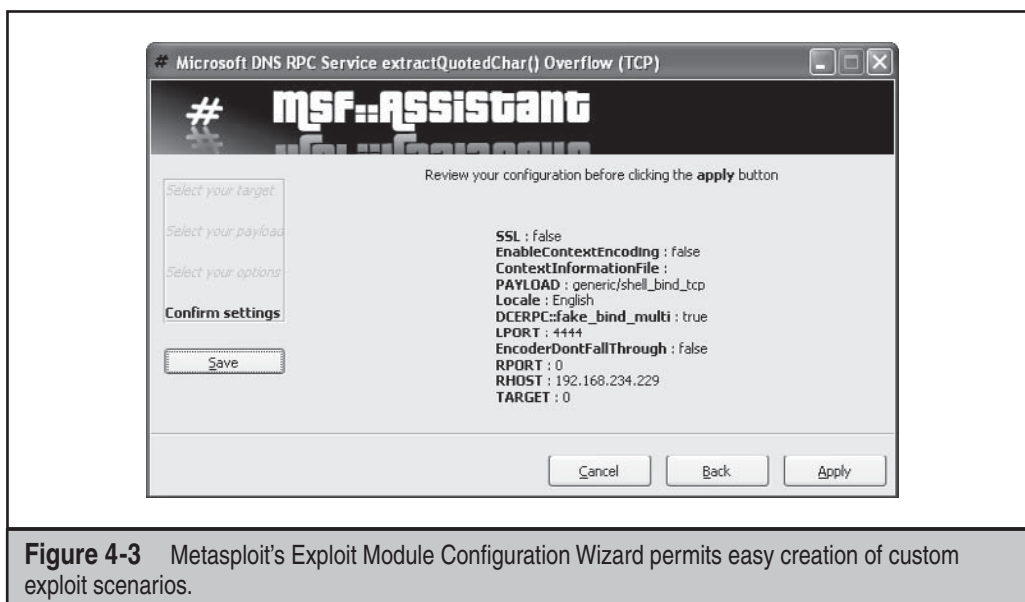 # Microsoft DNS RPC Service extractQuotedChar() Overflow (TCP)
# MSF::ASSISTANT
Review your configuration before clicking the apply button
Select your target
Select your payload
Select your options
Confirm settings
Save
SSL : false
EnableContextEncoding : false
ContextInformationFile :
PAYLOAD : generic/shell_bind_tcp
Locale : English
DCERPC::fake_bind_multi : true
LPORT : 4444
EncoderDontFallThrough : false
RPORT : 0
RHOST : 192.168.234.229
TARGET : 0
Cancel Back Apply
Figure 4-3 Metasploit's Exploit Module Configuration Wizard permits easy creation of custom
exploit scenarios.